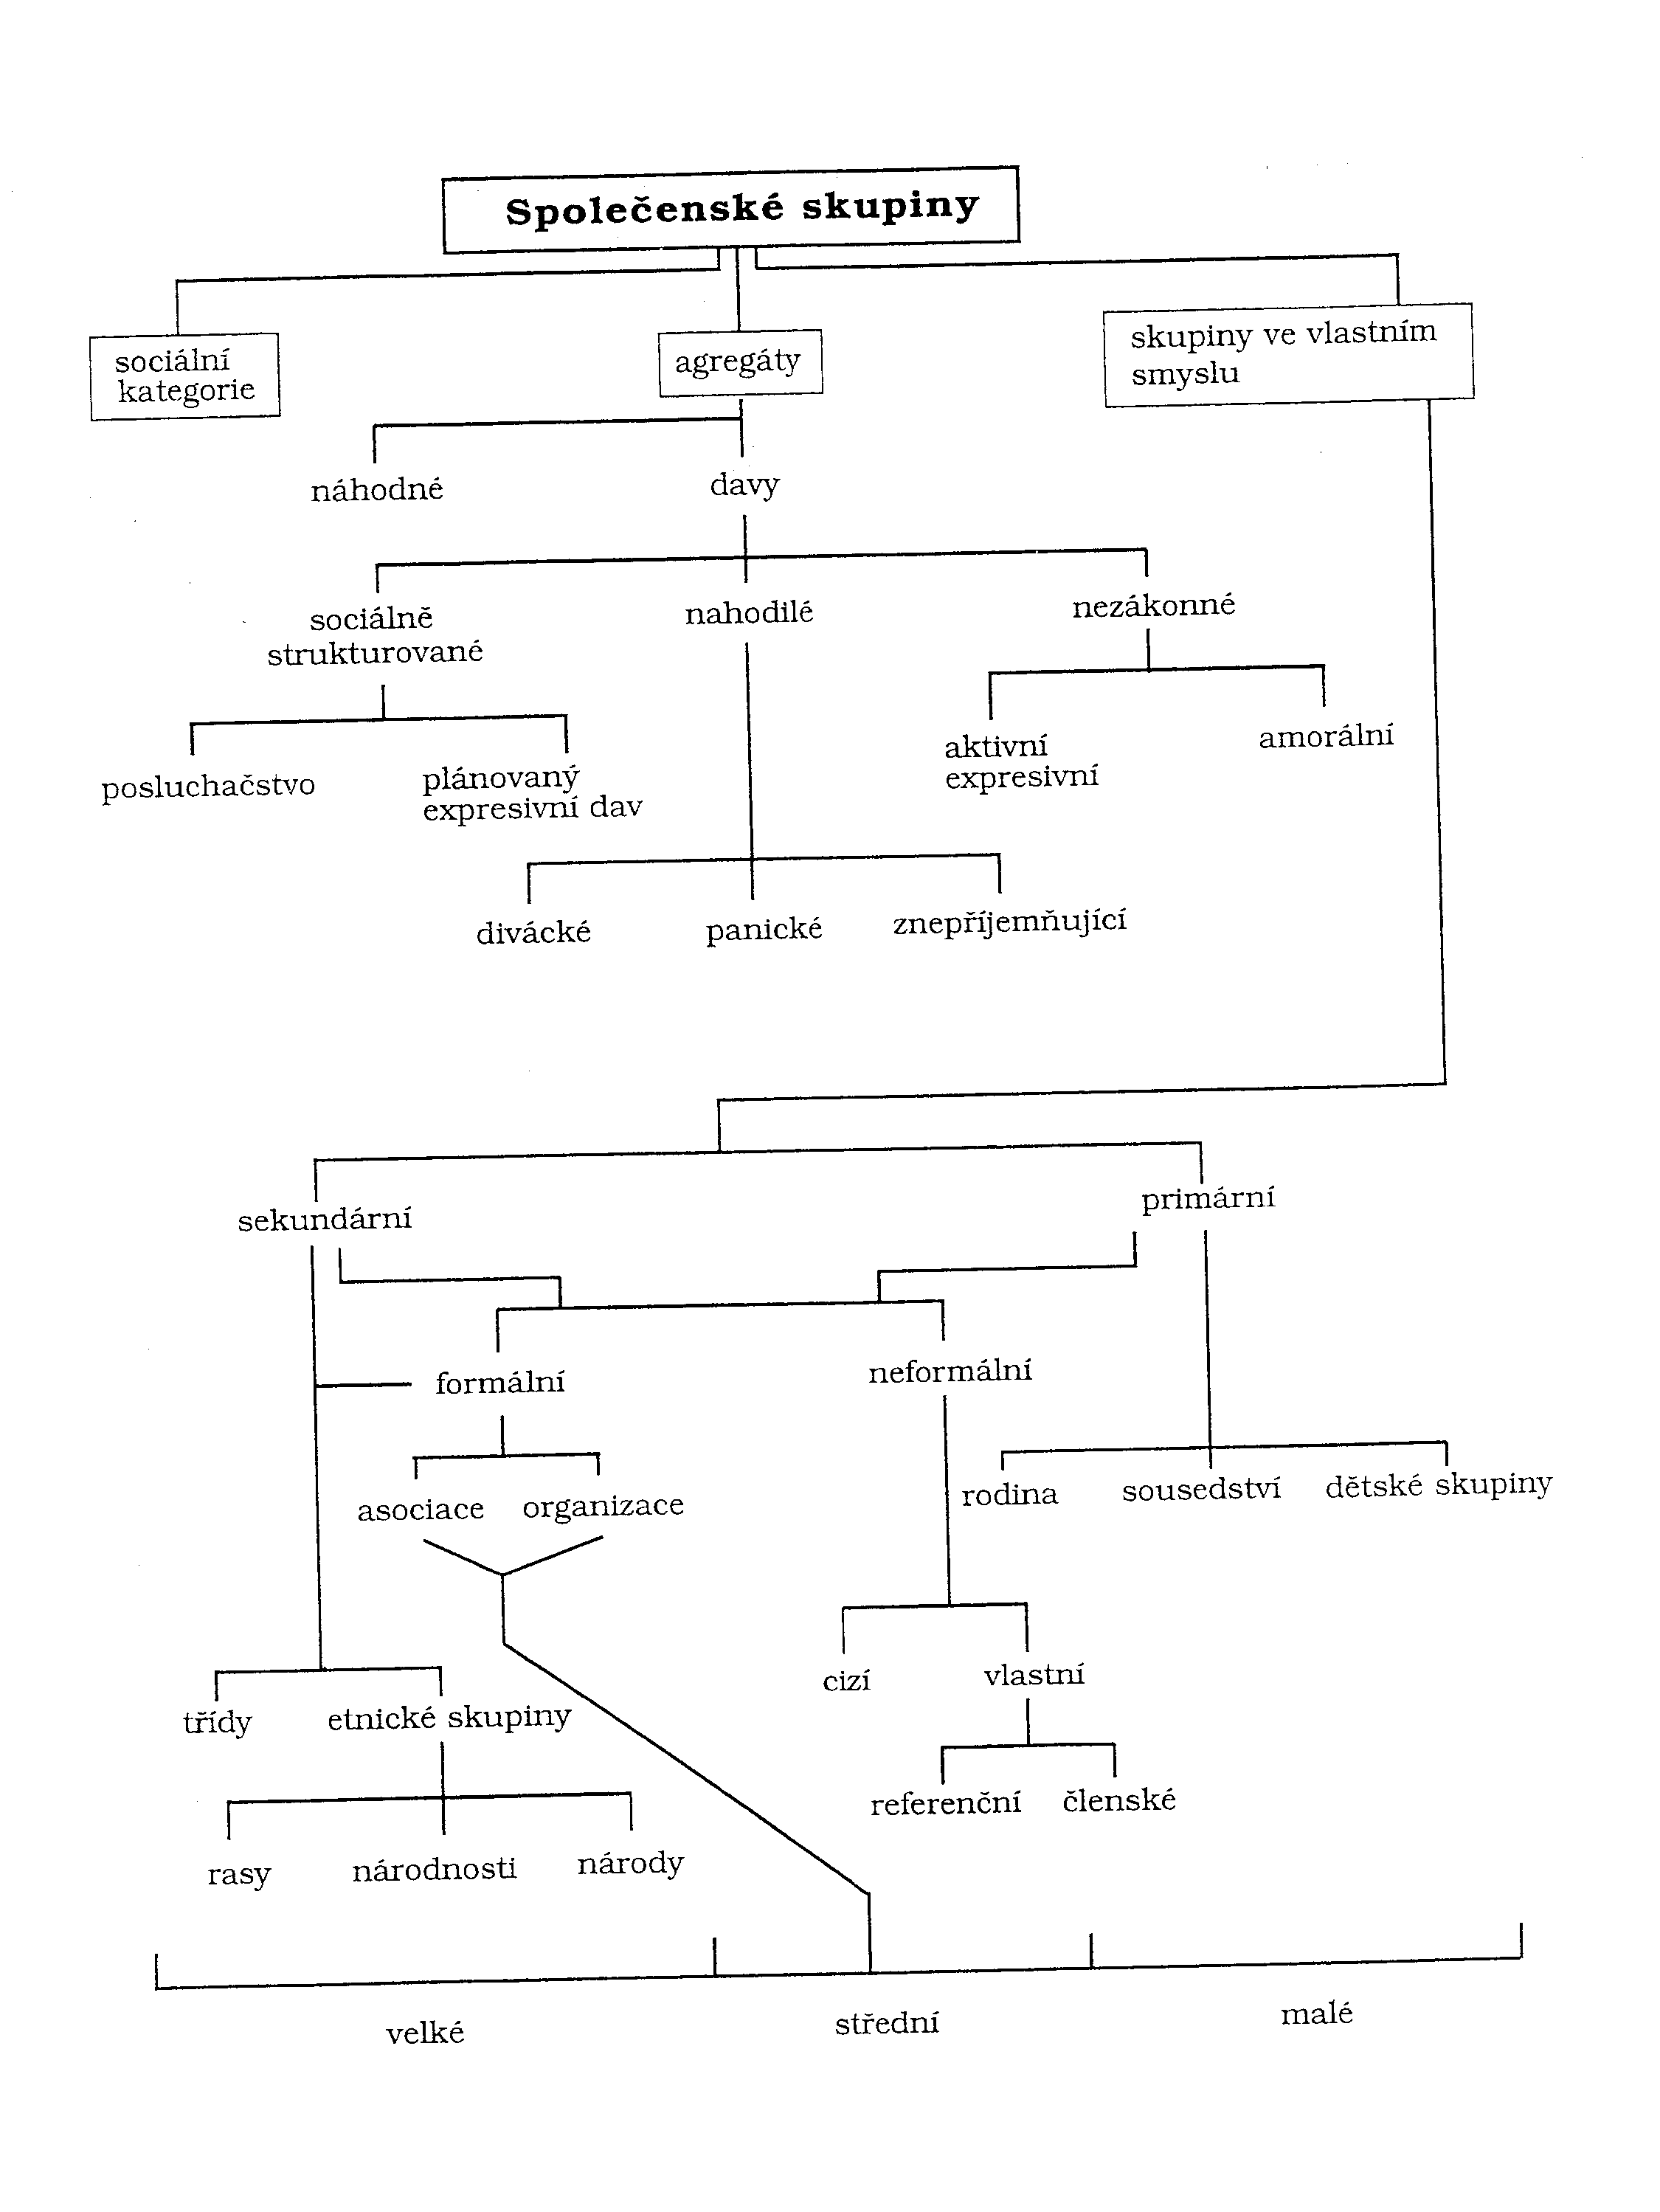 Společenské skupiny
sociální
kategorie
agregáty
skupiny ve vlastním
smyslu
náhodné
davy
sociálně
strukturované
nahodilé
nezákonné
posluchačstvo
plánovaný
expresivní dav
aktivní
expresivní
amorální
divácké
panické
znepříjemňující
sekundární
primární
formální
neformální
asociace
organizace
rodina
sousedství
dětské skupiny
cizí
vlastní
třídy
etnické skupiny
referenční
členské
rasy
národnosti
národy
velké
střední
malé